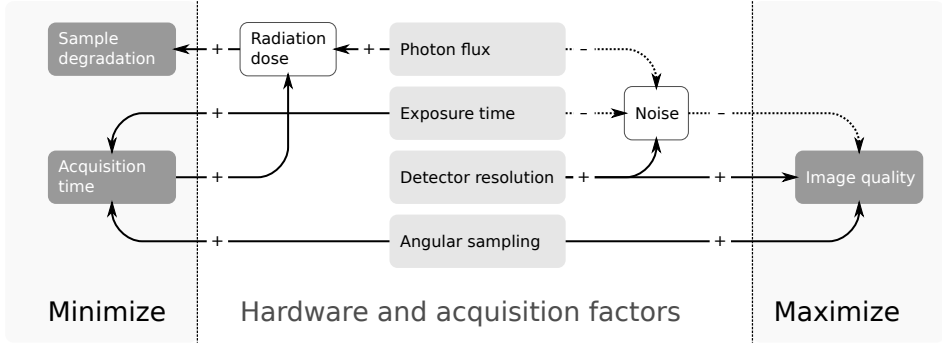 Sample
degradation
+
Radiation
dose
+
Photon flux
–
+
Exposure time
–
Noise
–
Acquisition
time
+
Detector resolution
+
+
Image quality
+
Angular sampling
+
Minimize
Hardware and acquisition factors
Maximize